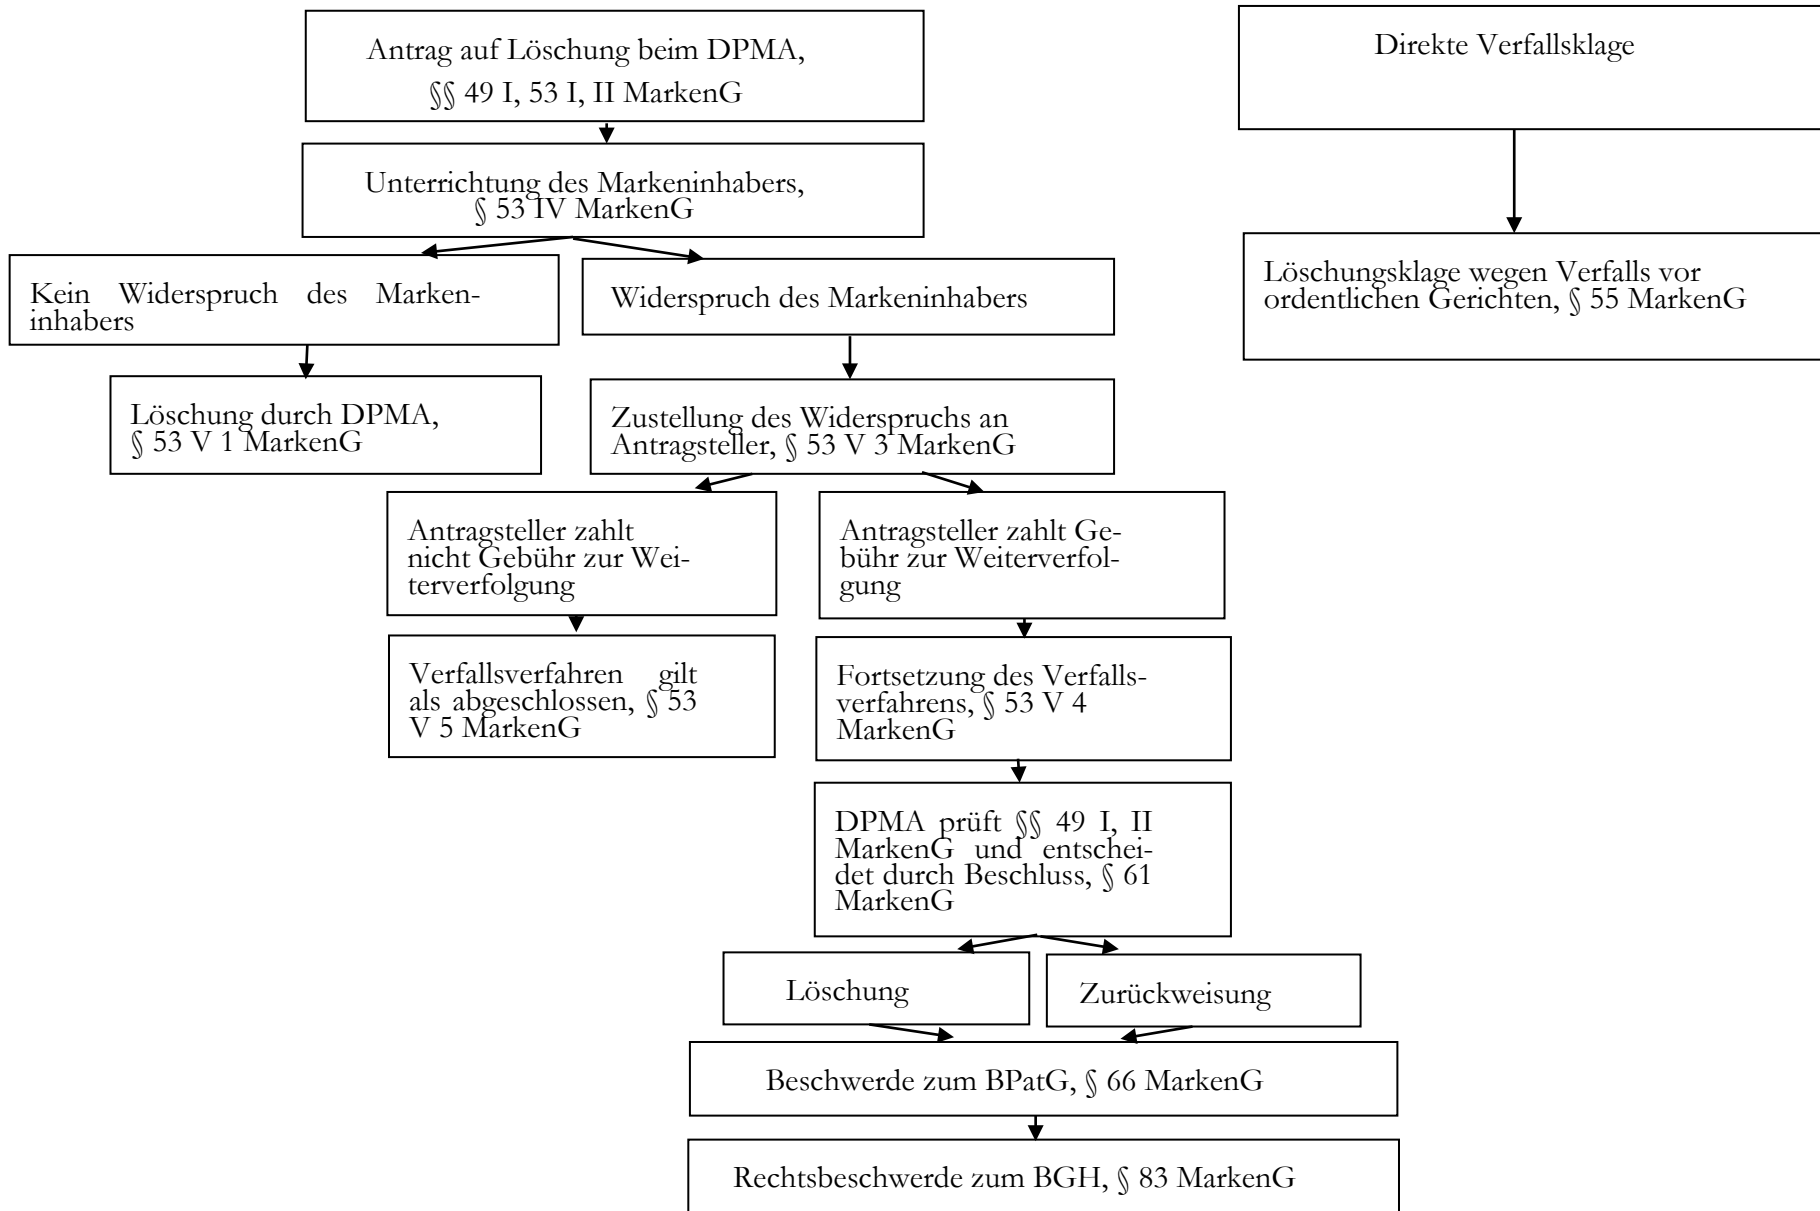 Antrag auf Löschung beim DPMA,
§§ 49 I, 53 I, II MarkenG
Direkte Verfallsklage
Unterrichtung des Markeninhabers,
§ 53 IV MarkenG
Löschungsklage wegen Verfalls vor
ordentlichen Gerichten, § 55 MarkenG
Kein Widerspruch des Marken-
inhabers
Widerspruch des Markeninhabers
Löschung durch DPMA,
§ 53 V 1 MarkenG
Zustellung des Widerspruchs an
Antragsteller, § 53 V 3 MarkenG
Antragsteller zahlt
nicht Gebühr zur Wei-
terverfolgung
Antragsteller zahlt Ge-
bühr zur Weiterverfol-
gung
Verfallsverfahren gilt
als abgeschlossen, § 53
V 5 MarkenG
Fortsetzung des Verfalls-
verfahrens, § 53 V 4
MarkenG
DPMA prüft §§ 49 I, II
MarkenG und entschei-
det durch Beschluss, § 61
MarkenG
Löschung
Zurückweisung
Beschwerde zum BPatG, § 66 MarkenG
Rechtsbeschwerde zum BGH, § 83 MarkenG